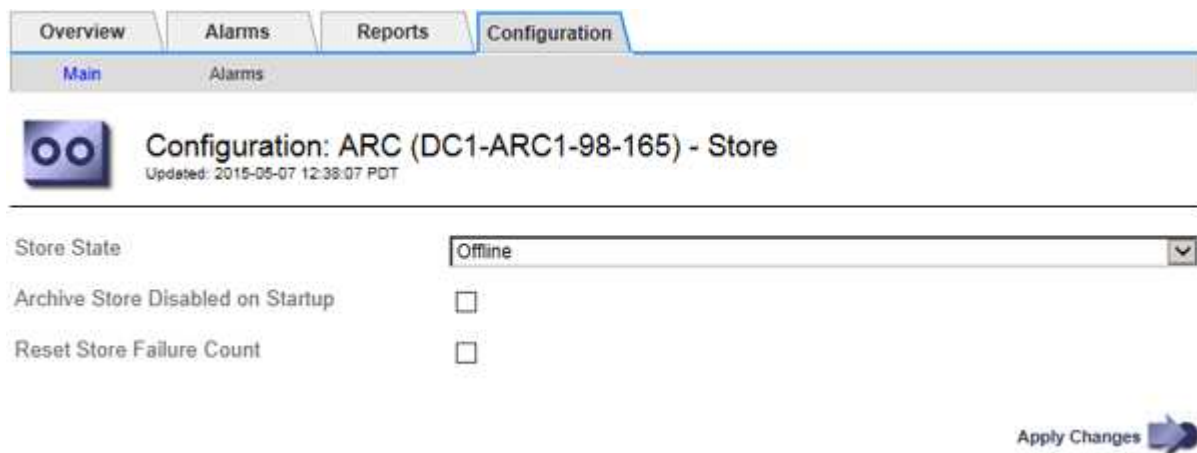 Overview Alarms Reports Configuration
Main Alarms
Configuration: ARC (DC1-ARC1-98-165) - Store
Updated: 2015-05-07 12:38:07 PDT
Store State Offline
Archive Store Disabled on Startup
Reset Store Failure Count
Apply Changes